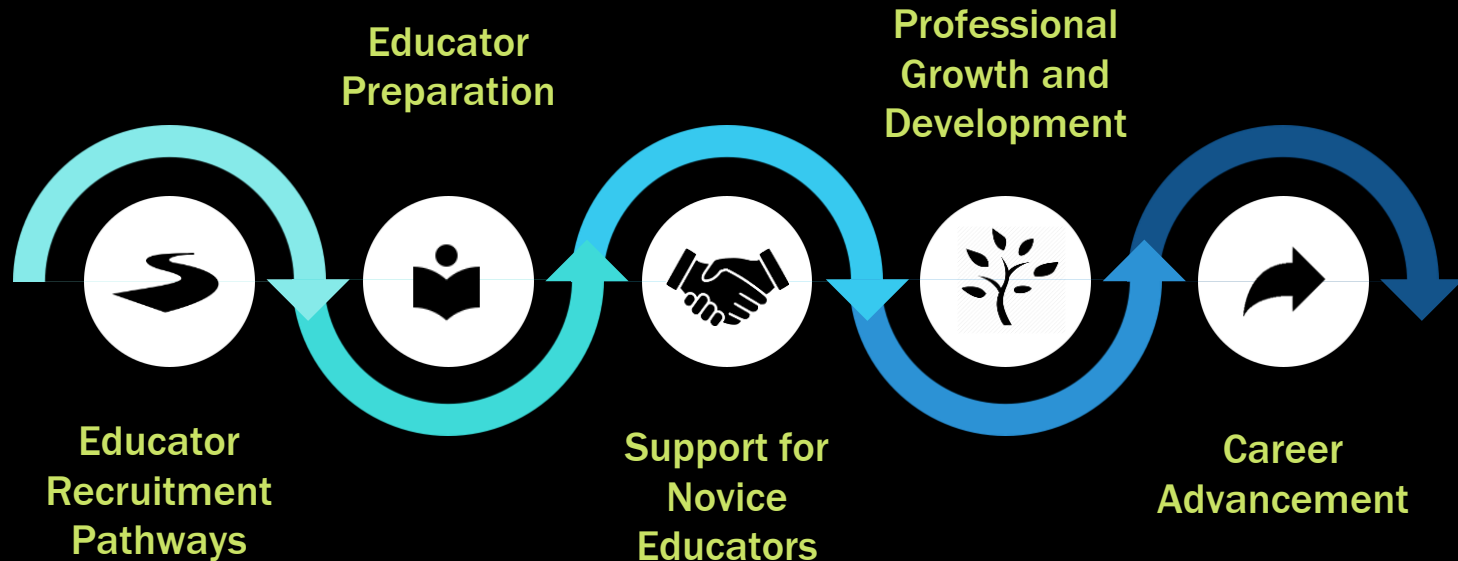 Educator
Recruitment
Pathways
Educator
Preparation
Support for
Novice
Educators
Professional
Growth and
Development
Career
Advancement